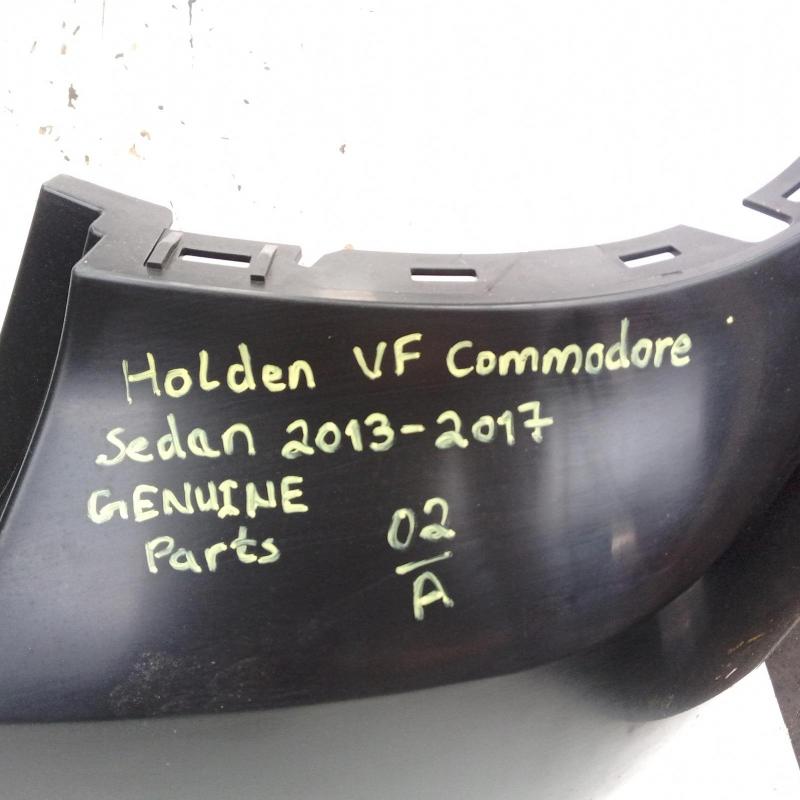 Holden VF Commodore
Sedan 2013-2017
GENUINE
Parts
02
A